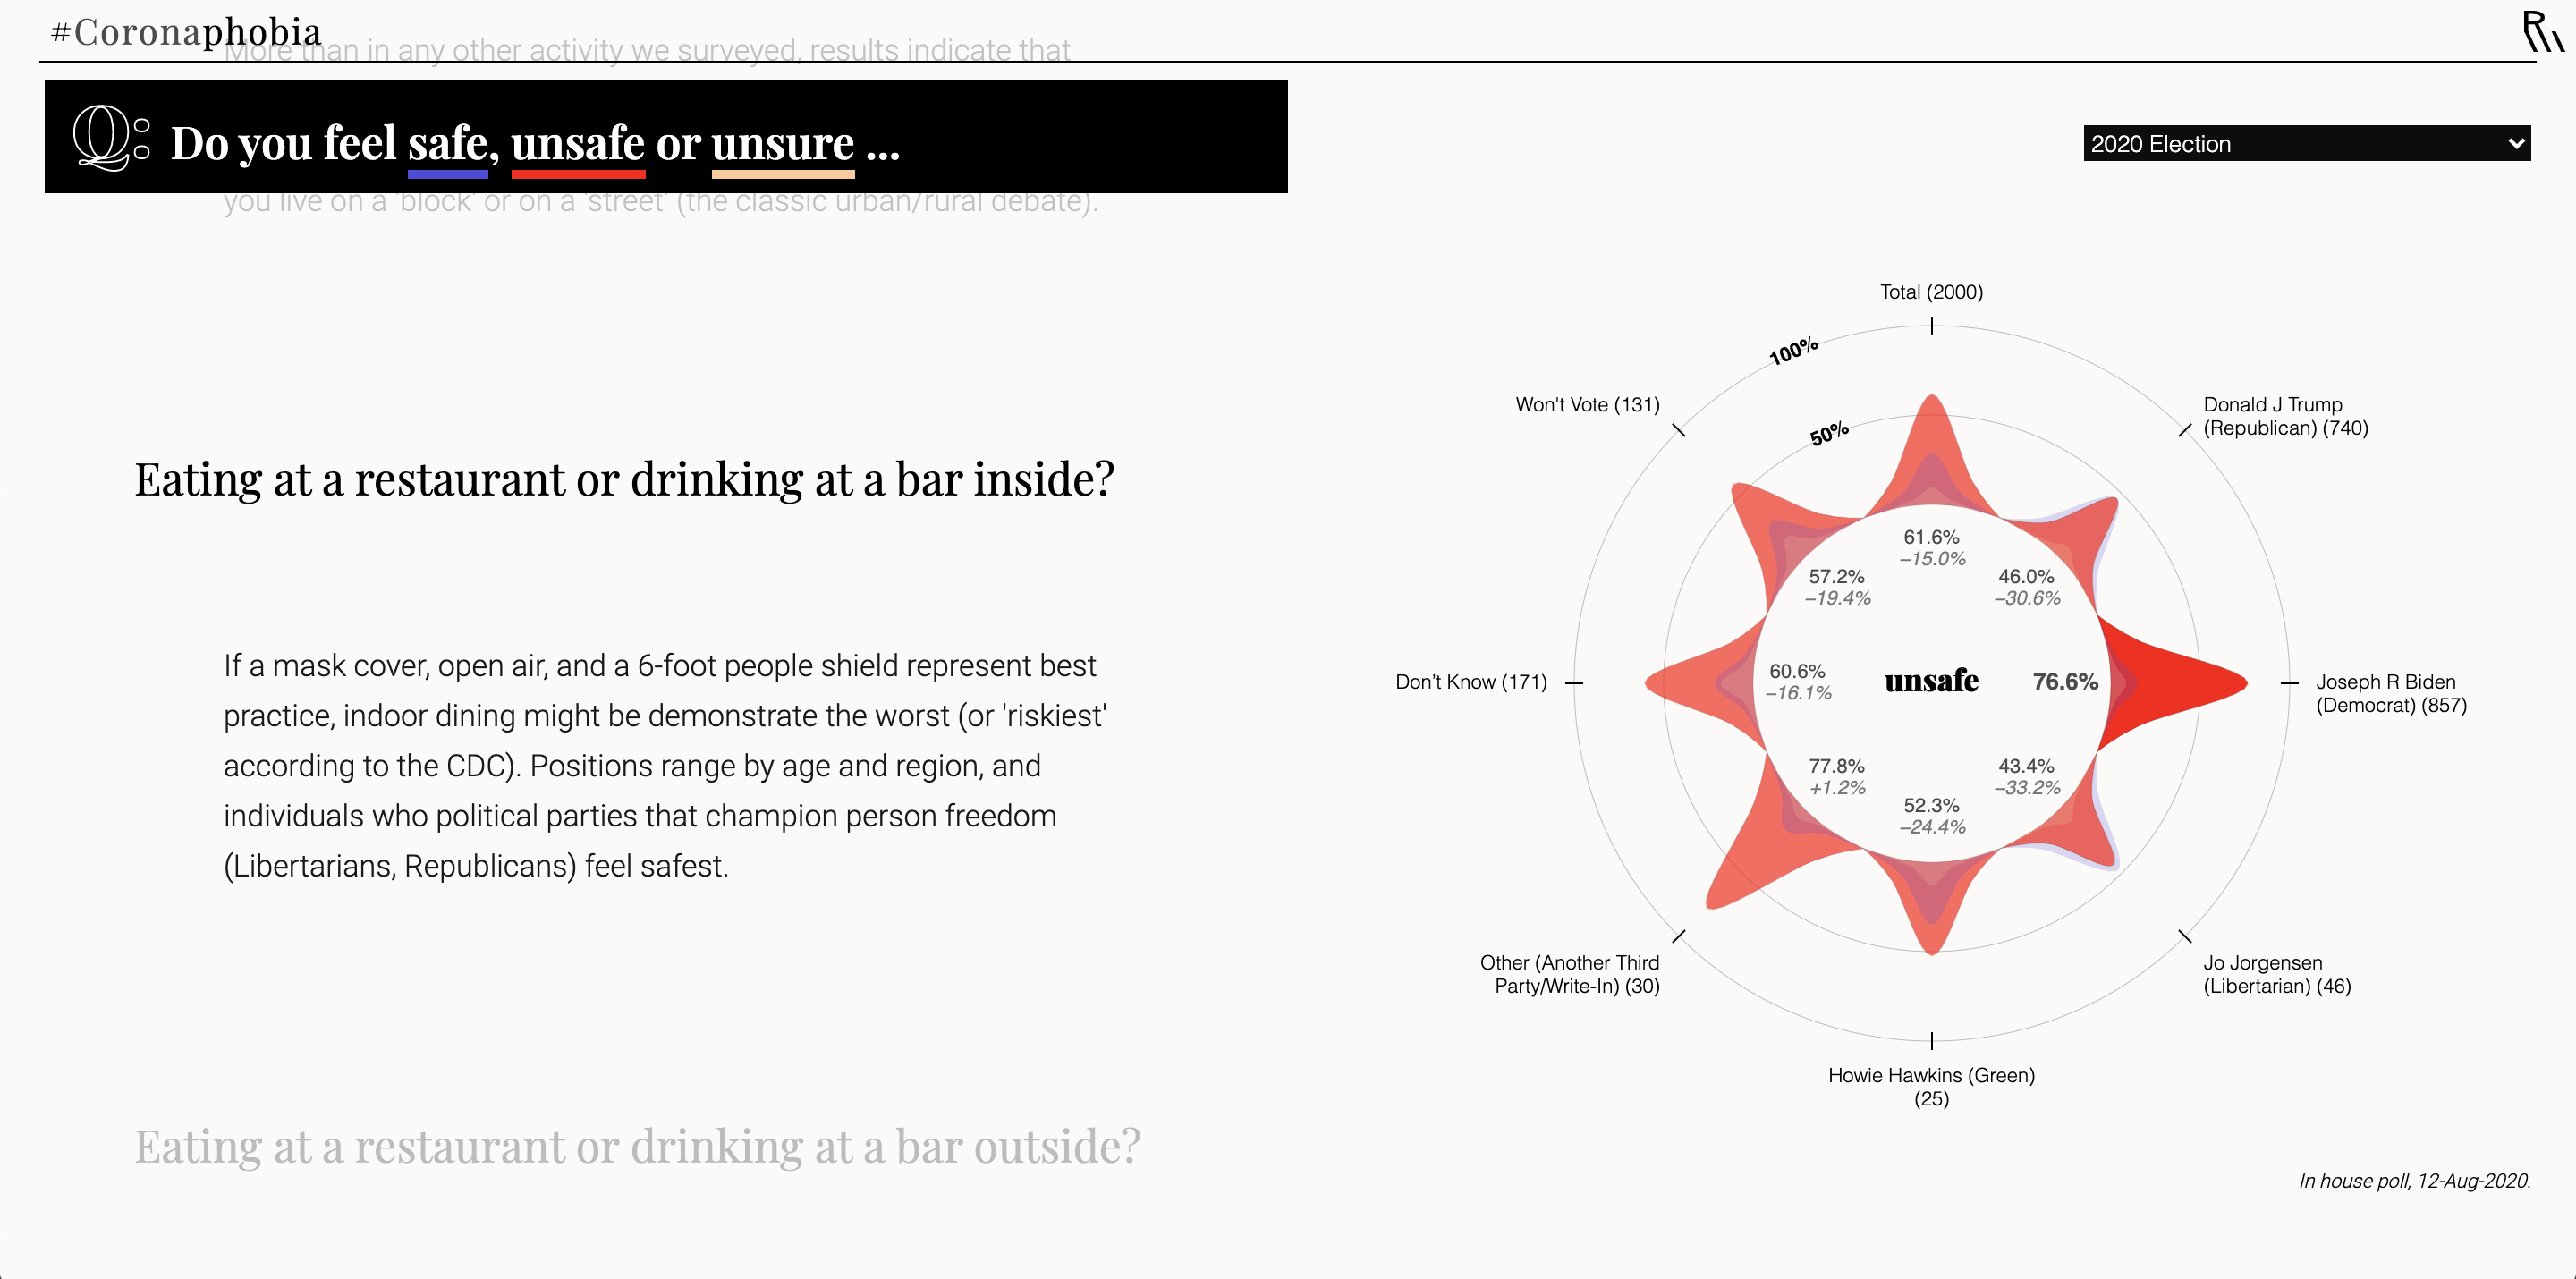 #Coronaphobia
More than in any other activity we surveyed, results indicate that
Q: Do you feel safe, unsafe or unsure ...
2020 Election
you live on a 'block' or on a 'street' (the classic urban/rural debate).
Eating at a restaurant or drinking at a bar inside?
If a mask cover, open air, and a 6-foot people shield represent best
practice, indoor dining might be demonstrate the worst (or 'riskiest'
according to the CDC). Positions range by age and region, and
individuals who political parties that champion person freedom
(Libertarians, Republicans) feel safest.
Eating at a restaurant or drinking at a bar outside?
Total (2000)
100%
50%
Won't Vote (131)
Donald J Trump
(Republican) (740)
61.6%
–15.0%
57.2%
–19.4%
46.0%
–30.6%
Don't Know (171)
60.6%
–16.1%
unsafe
76.6%
Joseph R Biden
(Democrat) (857)
77.8%
+1.2%
43.4%
–33.2%
52.3%
–24.4%
Other (Another Third
Party/Write-In) (30)
Jo Jorgensen
(Libertarian) (46)
Howie Hawkins (Green)
(25)
In house poll, 12-Aug-2020.